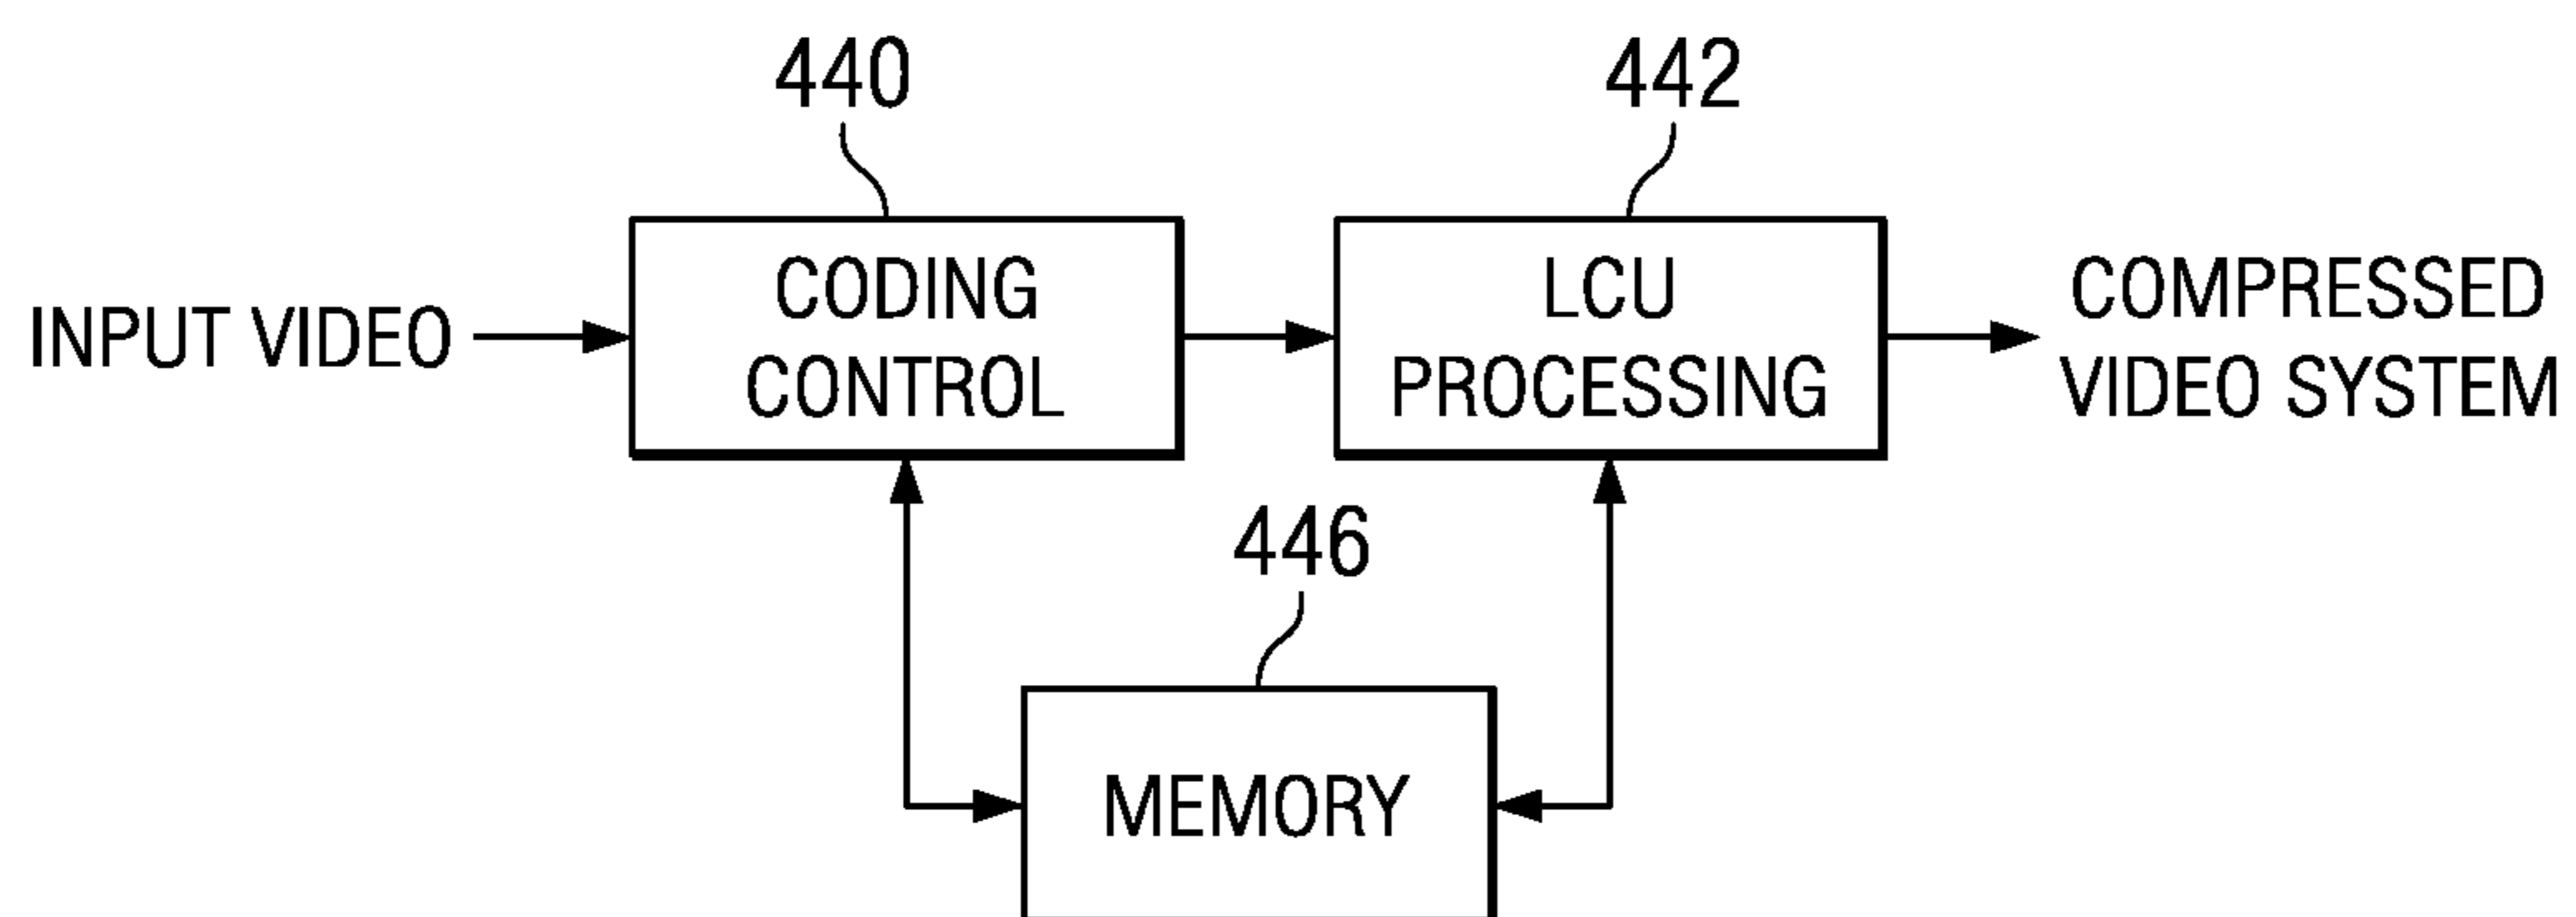 440
442
INPUT VIDEO
CODING
CONTROL
LCU
PROCESSING
COMPRESSED
VIDEO SYSTEM
446
MEMORY